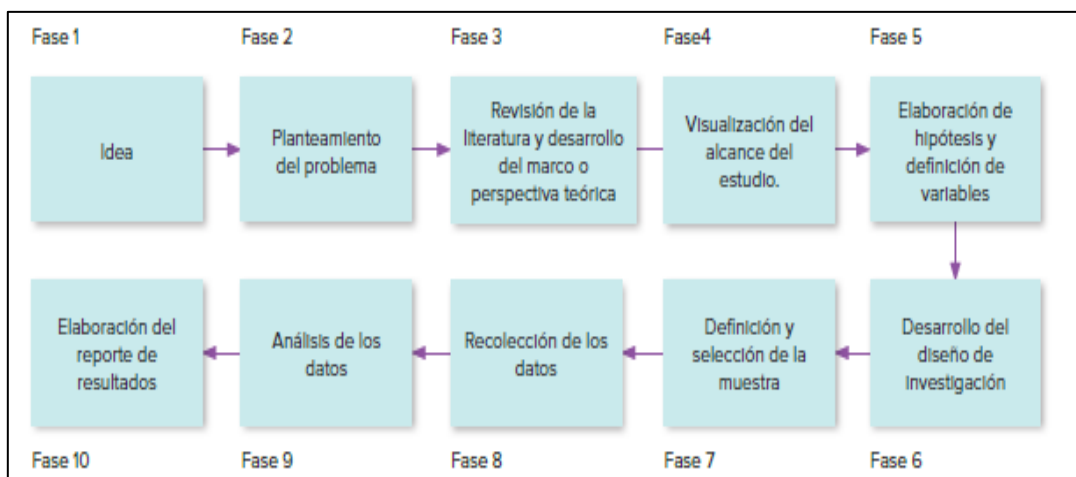 Fase 1
Fase 2
Fase 3
Fase4
Fase 5
Idea
Planteamiento
del problema
Revisión de la
literatura y desarrollo
del marco o
perspectiva teórica
Visualización del
alcance del
estudio.
Elaboración de
hipótesis y
definición de
variables
Desarrollo del
diseño de
investigación
Definición y
selección de la
muestra
Recolección de los
datos
Análisis de los
datos
Elaboración del
reporte de
resultados
Fase 10
Fase 9
Fase 8
Fase 7
Fase 6